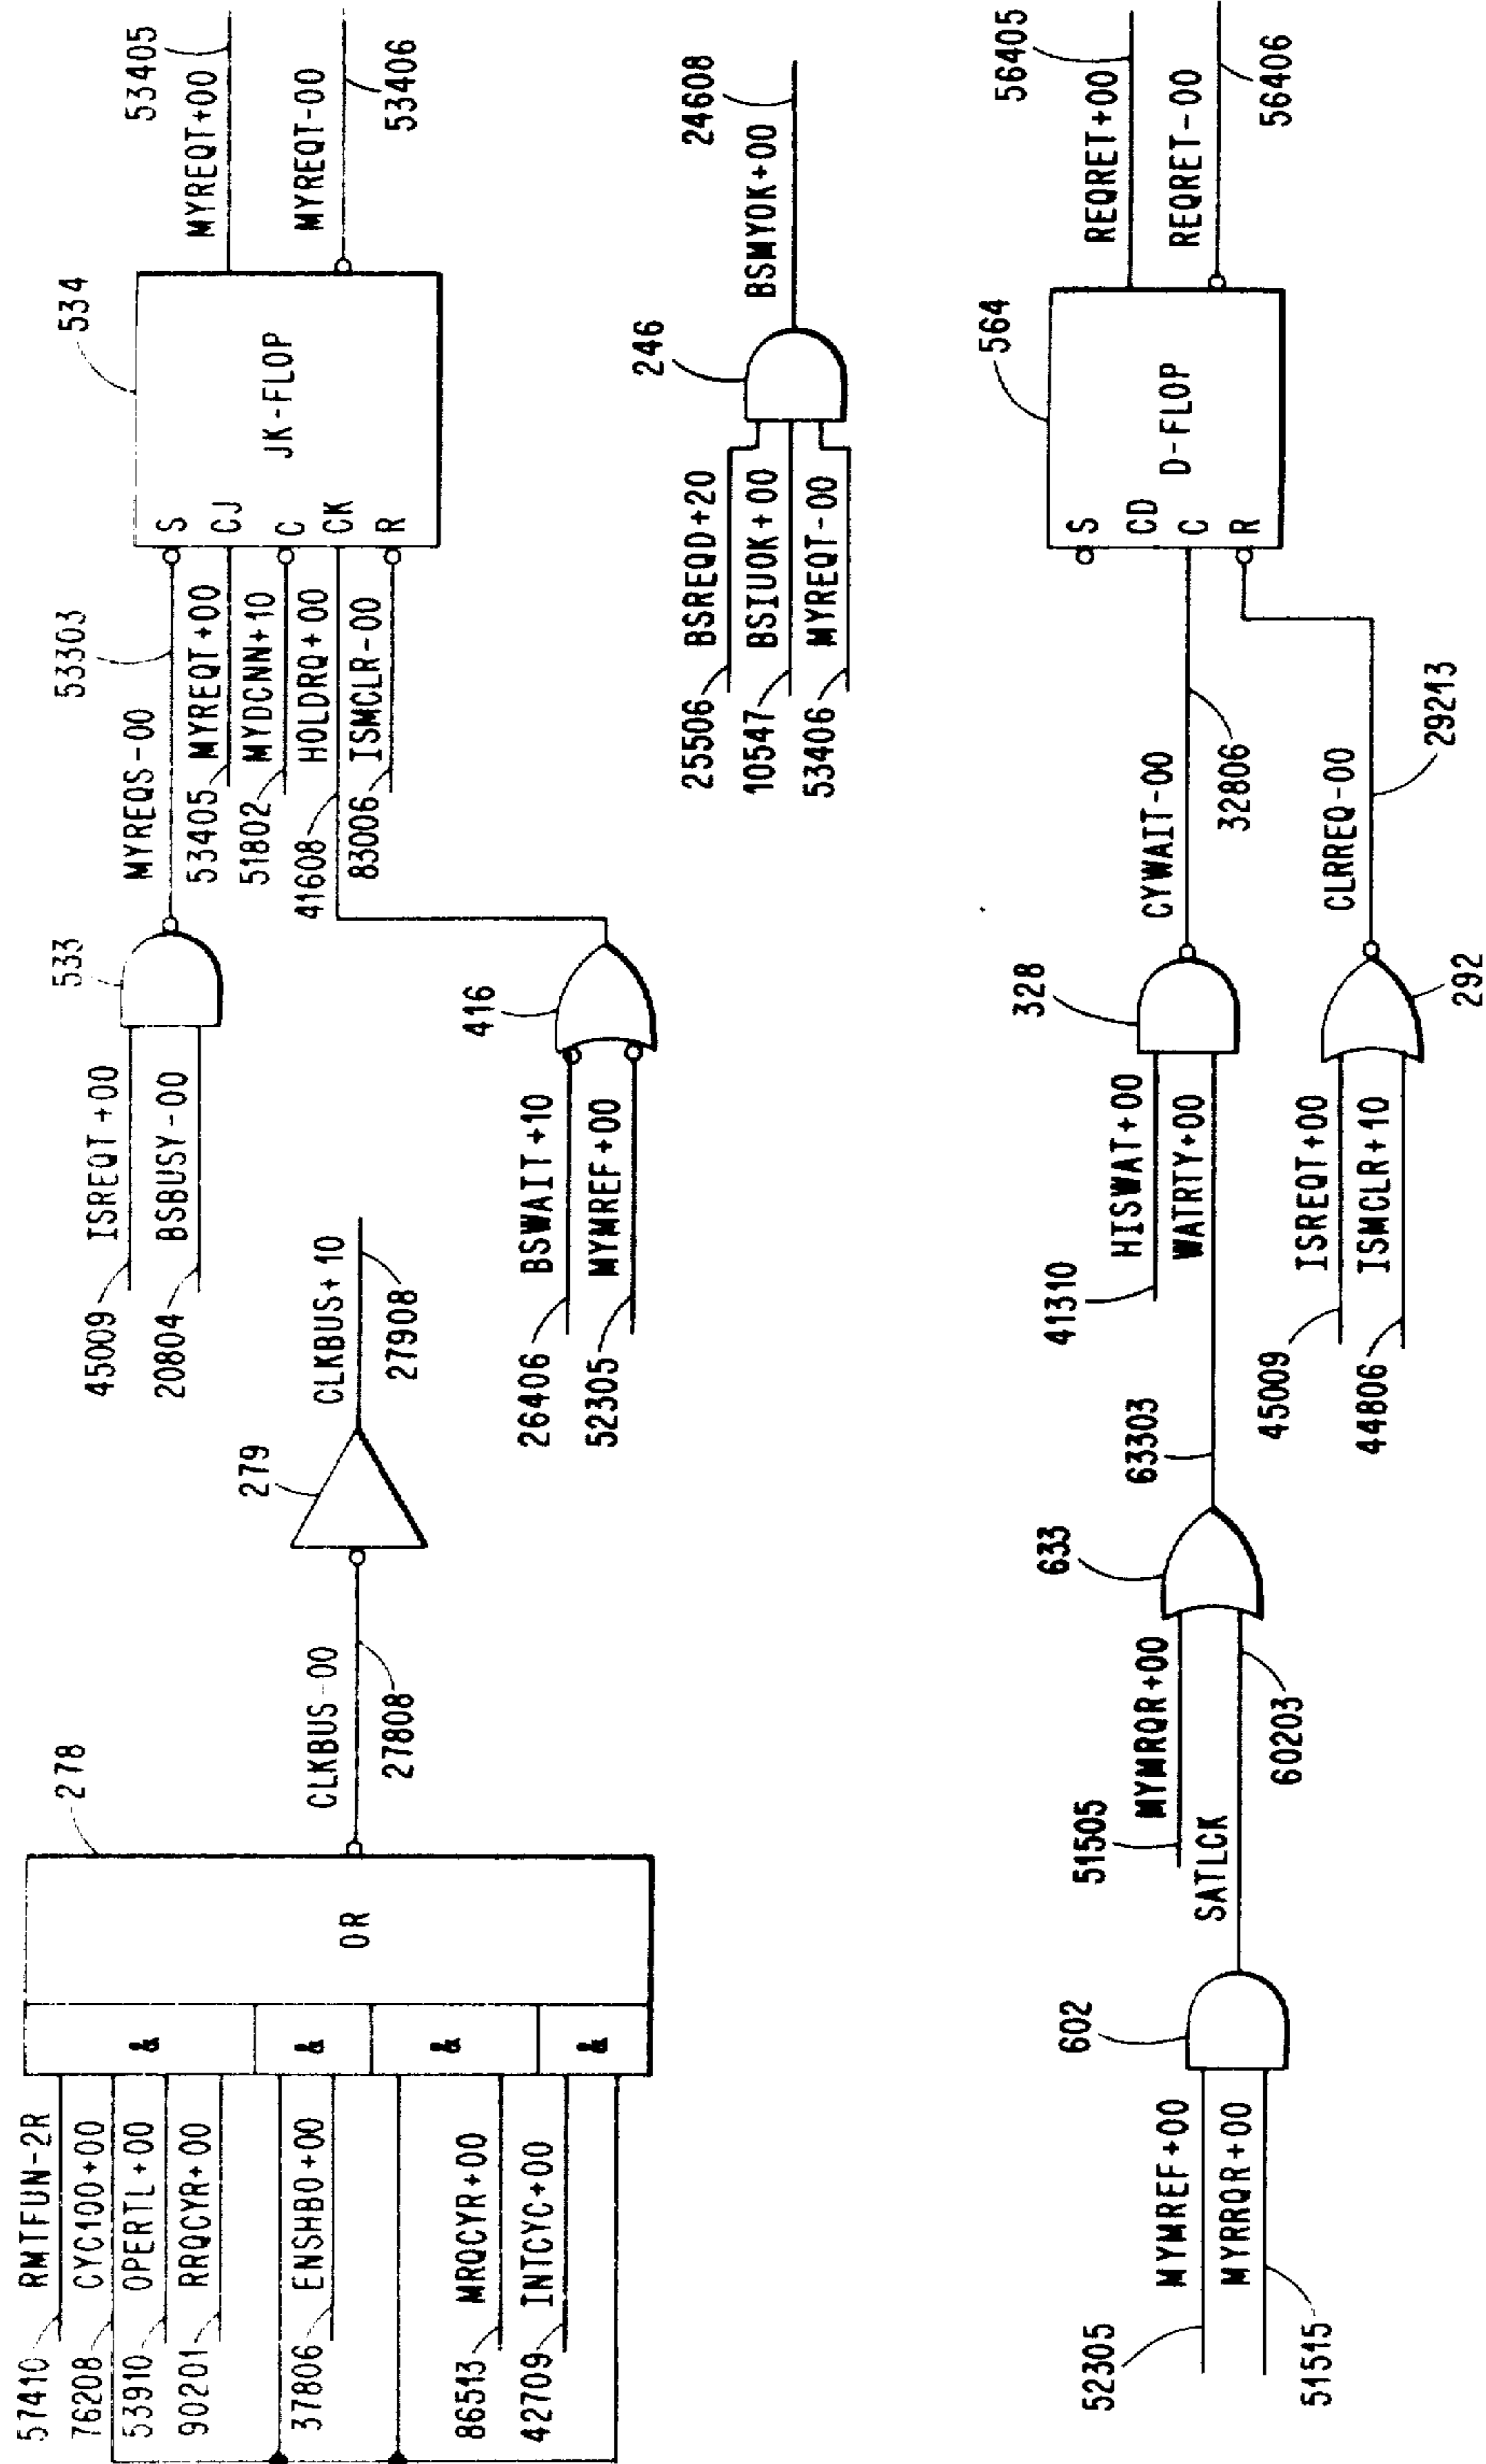 57410 RMTFUN-2R
76208 CYC100+00
53910 OPERTL+00
90201 RRQCYR+00
37806 ENSHBO+00
86513 MRQCYR+00
42709 INTCYC+00
&
&
&
&
OR
278
CLKBUS-00
27808
279
CLKBUS+10
27908
45009 ISREQT+00
20804 BSBUSY-00
533
MYREQS-00
53303
26406 BSWAIT+10
52305 MYMREF+00
416
53405 MYREQT+00
51802 MYDCNN+10
41608 HOLDRQ+00
83006 ISMCLR-00
S
CJ
C
CK
R
JK-FLOP
534
MYREQT+00
53405
MYREQT-00
53406
25506 BSREQD+20
10547 BSIUOK+00
53406 MYREQT-00
246
BSMYOK+00
24608
52305 MYMREF+00
51515 MYRRQR+00
602
SATLCK
60203
51505 MYMRQR+00
633
63303
41310 HISWAT+00
WATRTY+00
328
CYWAIT-00
32806
45009 ISREQT+00
44806 ISMCLR+10
292
CLRREQ-00
29213
S
CD
C
R
D-FLOP
564
REQRET+00
56405
REQRET-00
56406